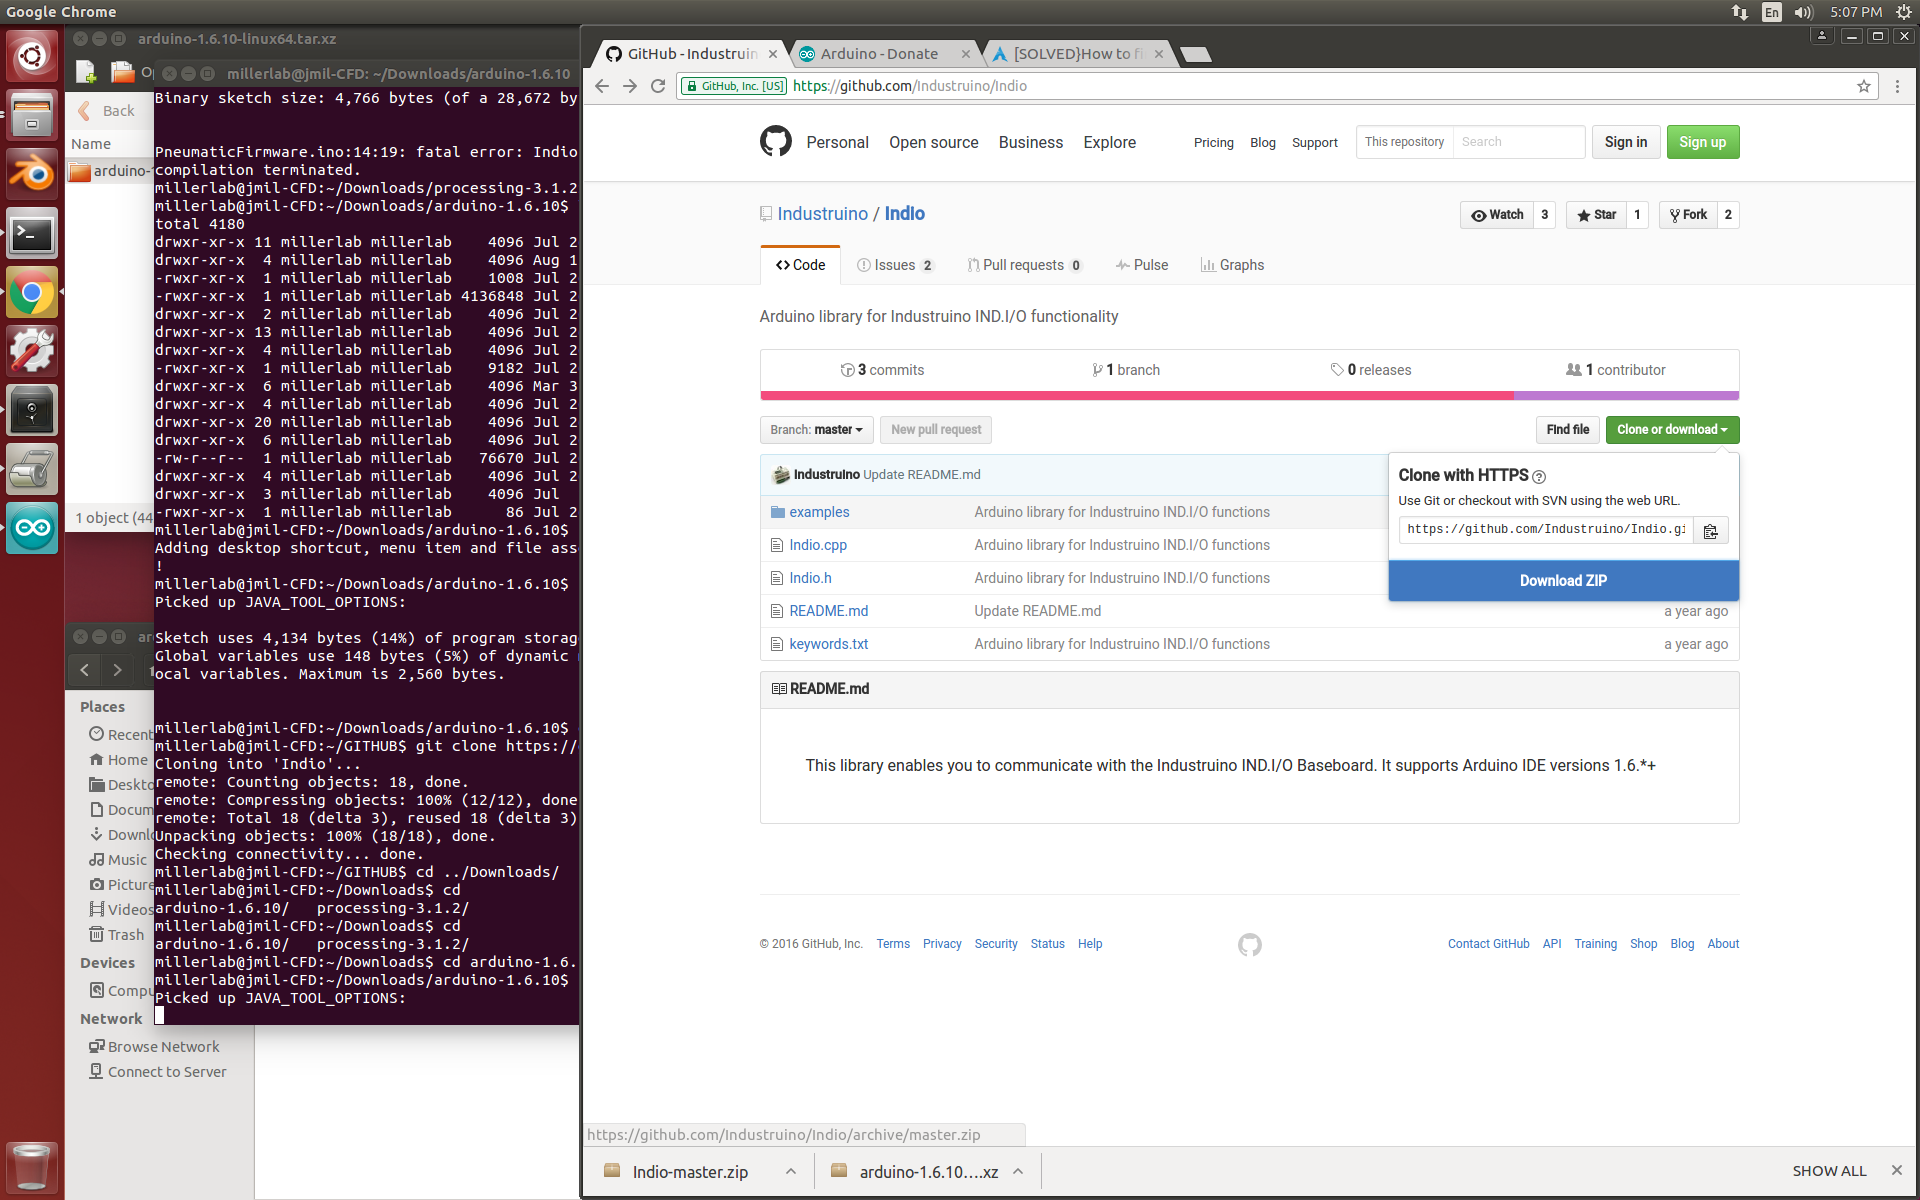 Google Chrome
En
5:07 PM
arduino-1.6.10-linux64.tar.xz
Back
Name
arduino-1
1 object (44
millerlab@jmil-CFD: ~/Downloads/arduino-1.6.10
Binary sketch size: 4,766 bytes (of a 28,672 by
PneumaticFirmware.ino:14:19: fatal error: Indio
compilation terminated.
millerlab@jmil-CFD:~/Downloads/processing-3.1.2
millerlab@jmil-CFD:~/Downloads/arduino-1.6.10$
total 4180
drwxr-xr-x 11 millerlab millerlab 4096 Jul 2
drwxr-xr-x 4 millerlab millerlab 4096 Aug 1
-rwxr-xr-x 1 millerlab millerlab 1008 Jul 2
-rwxr-xr-x 1 millerlab millerlab 4136848 Jul 2
drwxr-xr-x 2 millerlab millerlab 4096 Jul 2
drwxr-xr-x 13 millerlab millerlab 4096 Jul 2
drwxr-xr-x 4 millerlab millerlab 4096 Jul 2
-rwxr-xr-x 1 millerlab millerlab 9182 Jul 2
drwxr-xr-x 6 millerlab millerlab 4096 Mar 3
drwxr-xr-x 4 millerlab millerlab 4096 Jul 2
drwxr-xr-x 20 millerlab millerlab 4096 Jul 2
drwxr-xr-x 6 millerlab millerlab 4096 Jul 2
-rw-r--r-- 1 millerlab millerlab 76670 Jul 2
drwxr-xr-x 4 millerlab millerlab 4096 Jul 2
drwxr-xr-x 3 millerlab millerlab 4096 Jul
-rwxr-xr-x 1 millerlab millerlab 86 Jul 2
millerlab@jmil-CFD:~/Downloads/arduino-1.6.10$
Adding desktop shortcut, menu item and file ass
!
millerlab@jmil-CFD:~/Downloads/arduino-1.6.10$
Picked up JAVA_TOOL_OPTIONS:
Sketch uses 4,134 bytes (14%) of program storag
Global variables use 148 bytes (5%) of dynamic
ocal variables. Maximum is 2,560 bytes.
millerlab@jmil-CFD:~/Downloads/arduino-1.6.10$
millerlab@jmil-CFD:~/GITHUB$ git clone https://
Cloning into 'Indio'...
remote: Counting objects: 18, done.
remote: Compressing objects: 100% (12/12), done
remote: Total 18 (delta 3), reused 18 (delta 3)
Unpacking objects: 100% (18/18), done.
Checking connectivity... done.
millerlab@jmil-CFD:~/GITHUB$ cd ../Downloads/
millerlab@jmil-CFD:~/Downloads$ cd
arduino-1.6.10/ processing-3.1.2/
millerlab@jmil-CFD:~/Downloads$ cd
arduino-1.6.10/ processing-3.1.2/
millerlab@jmil-CFD:~/Downloads$ cd arduino-1.6.
millerlab@jmil-CFD:~/Downloads/arduino-1.6.10$
Picked up JAVA_TOOL_OPTIONS:
ar
Places
Recent
Home
Deskto
Docum
Downlo
Music
Picture
Videos
Trash
Devices
Compu
Network
Browse Network
Connect to Server
GitHub - Industruin
Arduino - Donate
[SOLVED}How to fi
GitHub, Inc. [US]
https://github.com/Industruino/Indio
Personal Open source Business Explore
Pricing Blog Support
This repository Search
Sign in
Sign up
Industruino / Indio
Watch 3
Star 1
Fork 2
Code
Issues 2
Pull requests 0
Pulse
Graphs
Arduino library for Industruino IND.I/O functionality
3 commits
1 branch
0 releases
1 contributor
Branch: master
New pull request
Find file
Clone or download
Clone with HTTPS ?
Use Git or checkout with SVN using the web URL.
https://github.com/Industruino/Indio.gi
Download ZIP
Industruino Update README.md
examples Arduino library for Industruino IND.I/O functions
Indio.cpp Arduino library for Industruino IND.I/O functions
Indio.h Arduino library for Industruino IND.I/O functions
README.md Update README.md a year ago
keywords.txt Arduino library for Industruino IND.I/O functions a year ago
README.md
This library enables you to communicate with the Industruino IND.I/O Baseboard. It supports Arduino IDE versions 1.6.*+
© 2016 GitHub, Inc. Terms Privacy Security Status Help
Contact GitHub API Training Shop Blog About
https://github.com/Industruino/Indio/archive/master.zip
Indio-master.zip
arduino-1.6.10....xz
SHOW ALL